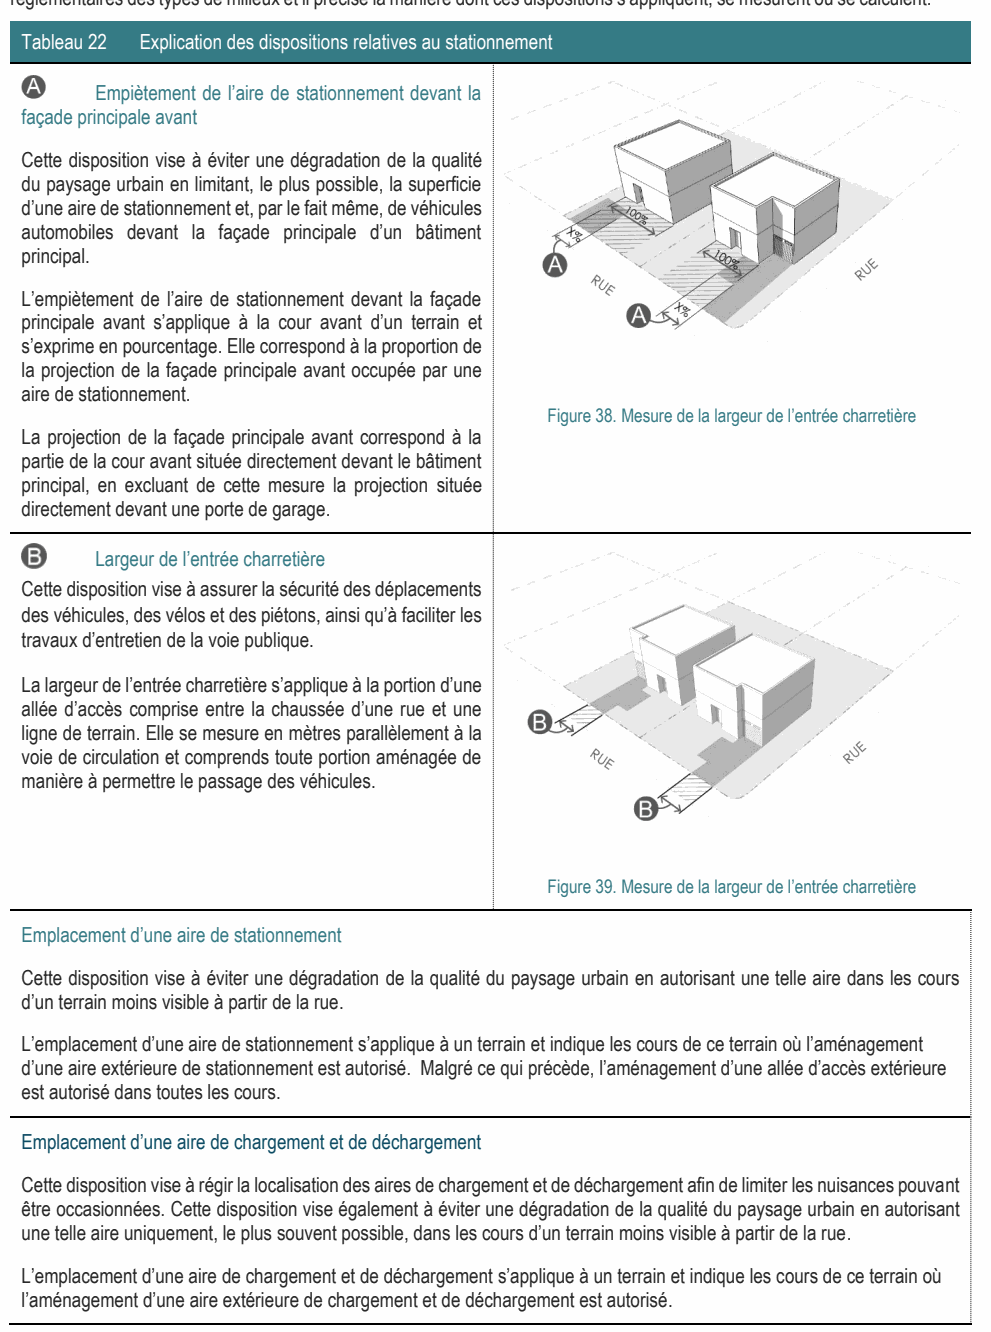 réglementaires des types de milieux et il précise la manière dont ces dispositions s'appliquent, se mesurent ou se calculent.
Tableau 22 Explication des dispositions relatives au stationnement
A Empiètement de l'aire de stationnement devant la
façade principale avant
Cette disposition vise à éviter une dégradation de la qualité
du paysage urbain en limitant, le plus possible, la superficie
d'une aire de stationnement et, par le fait même, de véhicules
automobiles devant la façade principale d'un bâtiment
principal.
L'empiètement de l'aire de stationnement devant la façade
principale avant s'applique à la cour avant d'un terrain et
s'exprime en pourcentage. Elle correspond à la proportion de
la projection de la façade principale avant occupée par une
aire de stationnement.
La projection de la façade principale avant correspond à la
partie de la cour avant située directement devant le bâtiment
principal, en excluant de cette mesure la projection située
directement devant une porte de garage.
100%
X%
A
RUE
100%
X%
A
RUE
Figure 38. Mesure de la largeur de l'entrée charretière
B Largeur de l'entrée charretière
Cette disposition vise à assurer la sécurité des déplacements
des véhicules, des vélos et des piétons, ainsi qu'à faciliter les
travaux d'entretien de la voie publique.
La largeur de l'entrée charretière s'applique à la portion d'une
allée d'accès comprise entre la chaussée d'une rue et une
ligne de terrain. Elle se mesure en mètres parallèlement à la
voie de circulation et comprends toute portion aménagée de
manière à permettre le passage des véhicules.
B
RUE
B
RUE
Figure 39. Mesure de la largeur de l'entrée charretière
Emplacement d'une aire de stationnement
Cette disposition vise à éviter une dégradation de la qualité du paysage urbain en autorisant une telle aire dans les cours
d'un terrain moins visible à partir de la rue.
L'emplacement d'une aire de stationnement s'applique à un terrain et indique les cours de ce terrain où l'aménagement
d'une aire extérieure de stationnement est autorisé. Malgré ce qui précède, l'aménagement d'une allée d'accès extérieure
est autorisé dans toutes les cours.
Emplacement d'une aire de chargement et de déchargement
Cette disposition vise à régir la localisation des aires de chargement et de déchargement afin de limiter les nuisances pouvant
être occasionnées. Cette disposition vise également à éviter une dégradation de la qualité du paysage urbain en autorisant
une telle aire uniquement, le plus souvent possible, dans les cours d'un terrain moins visible à partir de la rue.
L'emplacement d'une aire de chargement et de déchargement s'applique à un terrain et indique les cours de ce terrain où
l'aménagement d'une aire extérieure de chargement et de déchargement est autorisé.